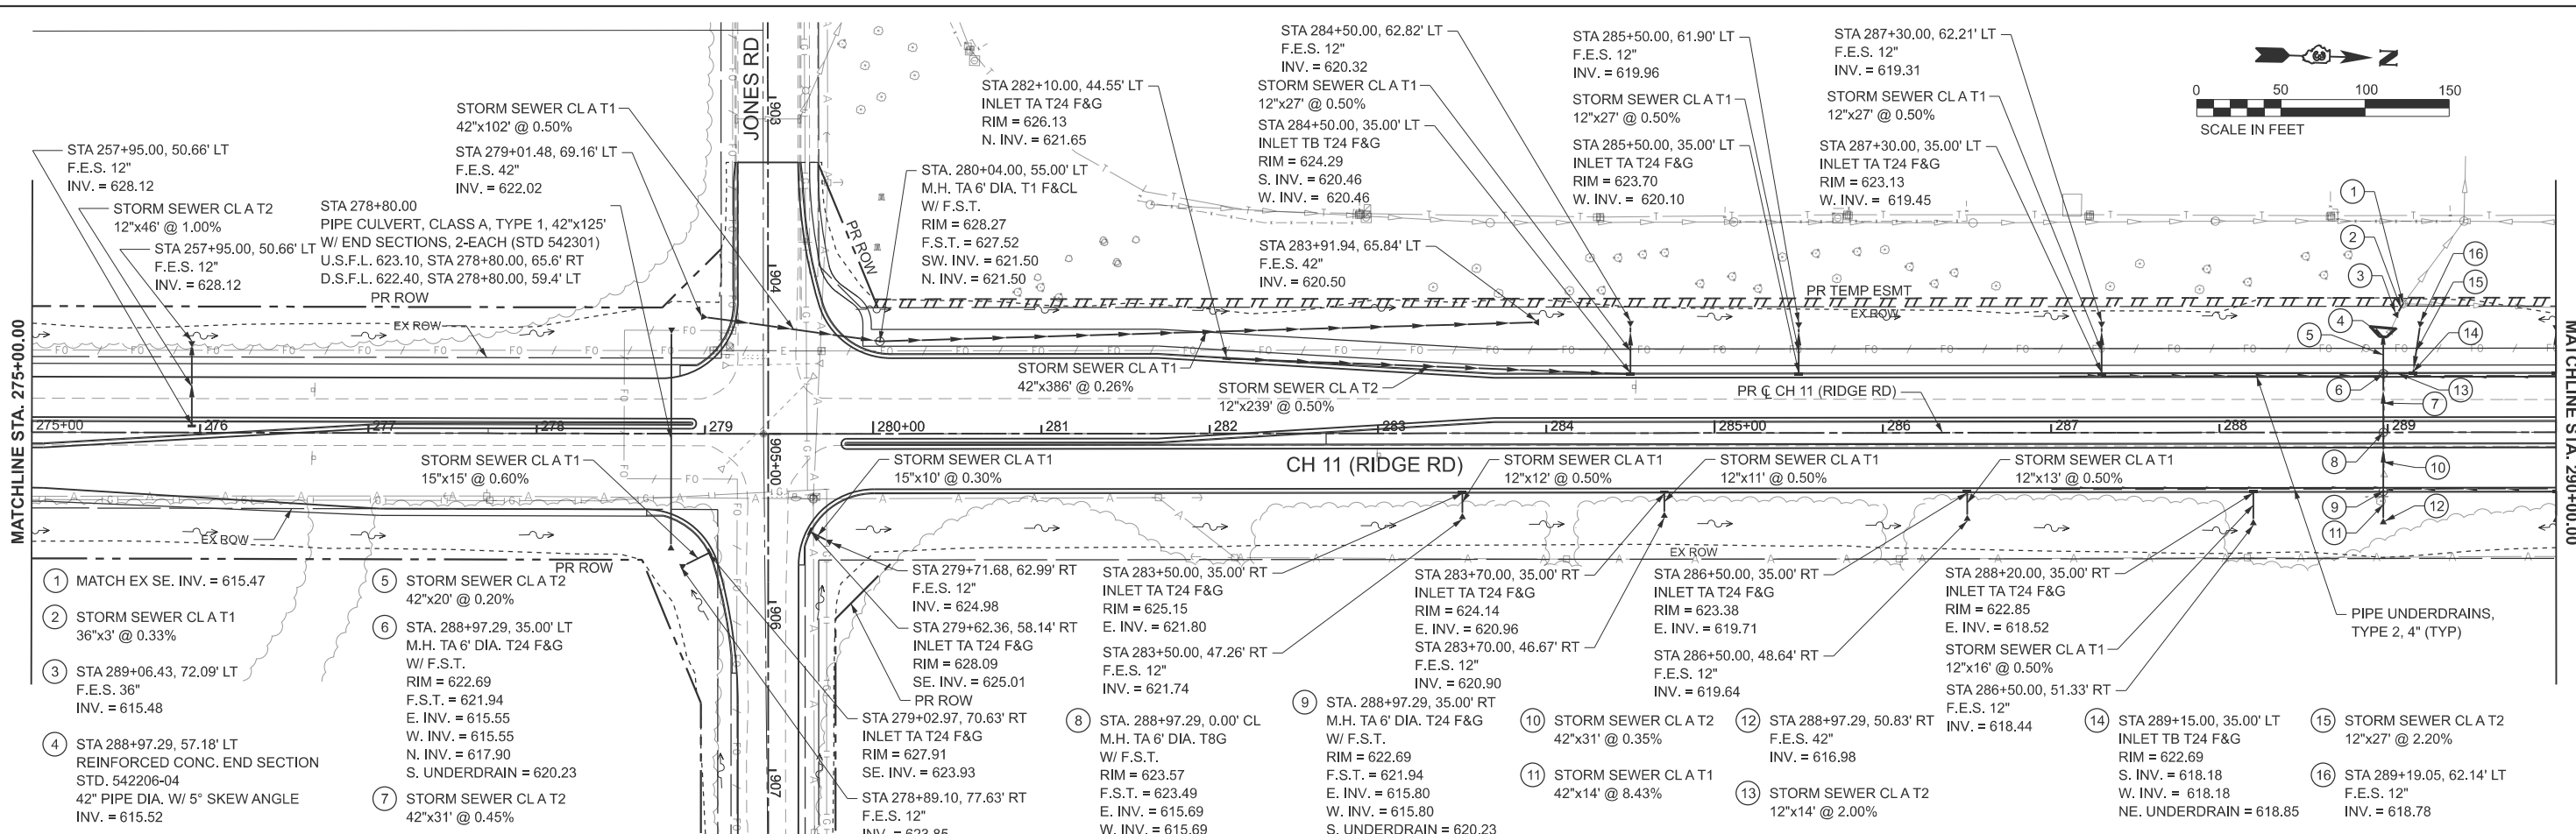 STA 257+95.00, 50.66' LT
F.E.S. 12"
INV. = 628.12
STORM SEWER CL A T2
12"x46' @ 1.00%
STA 257+95.00, 50.66' LT
F.E.S. 12"
INV. = 628.12
STORM SEWER CL A T1
42"x102' @ 0.50%
STA 279+01.48, 69.16' LT
F.E.S. 42"
INV. = 622.02
STA 278+80.00
PIPE CULVERT, CLASS A, TYPE 1, 42"x125'
W/ END SECTIONS, 2-EACH (STD 542301)
U.S.F.L. 623.10, STA 278+80.00, 65.6' RT
D.S.F.L. 622.40, STA 278+80.00, 59.4' LT
PR ROW
EX ROW
JONES RD
903
904
905+00
906
907
PR ROW
STA. 280+04.00, 55.00' LT
M.H. TA 6' DIA. T1 F&CL
W/ F.S.T.
RIM = 628.27
F.S.T. = 627.52
SW. INV. = 621.50
N. INV. = 621.50
STA 282+10.00, 44.55' LT
INLET TA T24 F&G
RIM = 626.13
N. INV. = 621.65
STA 284+50.00, 62.82' LT
F.E.S. 12"
INV. = 620.32
STORM SEWER CL A T1
12"x27' @ 0.50%
STA 284+50.00, 35.00' LT
INLET TB T24 F&G
RIM = 624.29
S. INV. = 620.46
W. INV. = 620.46
STA 283+91.94, 65.84' LT
F.E.S. 42"
INV. = 620.50
STA 285+50.00, 61.90' LT
F.E.S. 12"
INV. = 619.96
STORM SEWER CL A T1
12"x27' @ 0.50%
STA 285+50.00, 35.00' LT
INLET TA T24 F&G
RIM = 623.70
W. INV. = 620.10
STA 287+30.00, 62.21' LT
F.E.S. 12"
INV. = 619.31
STORM SEWER CL A T1
12"x27' @ 0.50%
STA 287+30.00, 35.00' LT
INLET TA T24 F&G
RIM = 623.13
W. INV. = 619.45
N
0 50 100 150
SCALE IN FEET
1
2
3
4
5
6
16
15
14
13
7
8
10
9
12
11
PR TEMP ESMT
EX ROW
MATCHLINE STA. 275+00.00
MATCHLINE STA. 290+00.00
STORM SEWER CL A T1
42"x386' @ 0.26%
STORM SEWER CL A T2
12"x239' @ 0.50%
PR ℄ CH 11 (RIDGE RD)
275+00 276 277 278 279 280+00 281 282 283 284 285+00 286 287 288 289
CH 11 (RIDGE RD)
STORM SEWER CL A T1
15"x15' @ 0.60%
STORM SEWER CL A T1
15"x10' @ 0.30%
STORM SEWER CL A T1
12"x12' @ 0.50%
STORM SEWER CL A T1
12"x11' @ 0.50%
STORM SEWER CL A T1
12"x13' @ 0.50%
EX ROW
PR ROW
EX ROW
1 MATCH EX SE. INV. = 615.47
2 STORM SEWER CL A T1
36"x3' @ 0.33%
3 STA 289+06.43, 72.09' LT
F.E.S. 36"
INV. = 615.48
4 STA 288+97.29, 57.18' LT
REINFORCED CONC. END SECTION
STD. 542206-04
42" PIPE DIA. W/ 5° SKEW ANGLE
INV. = 615.52
5 STORM SEWER CL A T2
42"x20' @ 0.20%
6 STA. 288+97.29, 35.00' LT
M.H. TA 6' DIA. T24 F&G
W/ F.S.T.
RIM = 622.69
F.S.T. = 621.94
E. INV. = 615.55
W. INV. = 615.55
N. INV. = 617.90
S. UNDERDRAIN = 620.23
7 STORM SEWER CL A T2
42"x31' @ 0.45%
STA 279+71.68, 62.99' RT
F.E.S. 12"
INV. = 624.98
STA 279+62.36, 58.14' RT
INLET TA T24 F&G
RIM = 628.09
SE. INV. = 625.01
PR ROW
STA 279+02.97, 70.63' RT
INLET TA T24 F&G
RIM = 627.91
SE. INV. = 623.93
STA 278+89.10, 77.63' RT
F.E.S. 12"
INV. = 623.85
STA 283+50.00, 35.00' RT
INLET TA T24 F&G
RIM = 625.15
E. INV. = 621.80
STA 283+50.00, 47.26' RT
F.E.S. 12"
INV. = 621.74
8 STA. 288+97.29, 0.00' CL
M.H. TA 6' DIA. T8G
W/ F.S.T.
RIM = 623.57
F.S.T. = 623.49
E. INV. = 615.69
W. INV. = 615.69
9 STA. 288+97.29, 35.00' RT
M.H. TA 6' DIA. T24 F&G
W/ F.S.T.
RIM = 622.69
F.S.T. = 621.94
E. INV. = 615.80
W. INV. = 615.80
S. UNDERDRAIN = 620.23
STA 283+70.00, 35.00' RT
INLET TA T24 F&G
RIM = 624.14
E. INV. = 620.96
STA 283+70.00, 46.67' RT
F.E.S. 12"
INV. = 620.90
STA 286+50.00, 35.00' RT
INLET TA T24 F&G
RIM = 623.38
E. INV. = 619.71
STA 286+50.00, 48.64' RT
F.E.S. 12"
INV. = 619.64
10 STORM SEWER CL A T2
42"x31' @ 0.35%
11 STORM SEWER CL A T1
42"x14' @ 8.43%
12 STA 288+97.29, 50.83' RT
F.E.S. 42"
INV. = 616.98
13 STORM SEWER CL A T2
12"x14' @ 2.00%
STA 288+20.00, 35.00' RT
INLET TA T24 F&G
RIM = 622.85
E. INV. = 618.52
STORM SEWER CL A T1
12"x16' @ 0.50%
STA 286+50.00, 51.33' RT
F.E.S. 12"
INV. = 618.44
14 STA 289+15.00, 35.00' LT
INLET TB T24 F&G
RIM = 622.69
S. INV. = 618.18
W. INV. = 618.18
NE. UNDERDRAIN = 618.85
PIPE UNDERDRAINS,
TYPE 2, 4" (TYP)
15 STORM SEWER CL A T2
12"x27' @ 2.20%
16 STA 289+19.05, 62.14' LT
F.E.S. 12"
INV. = 618.78